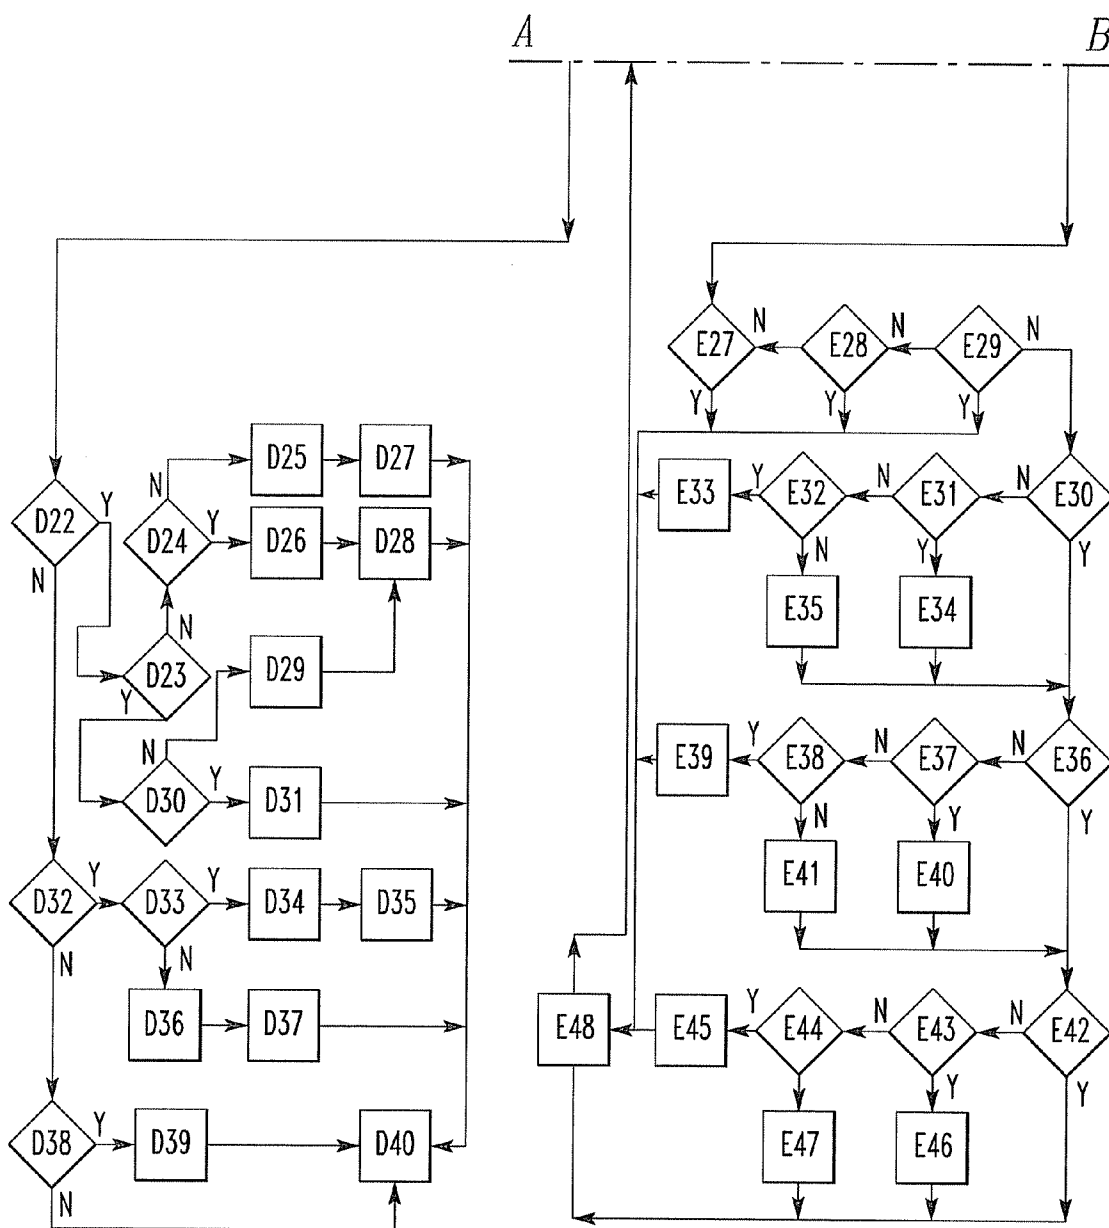 A B
E27 N E28 N E29 N
Y Y Y
D25 D27
N
D22 Y
D24 Y D26 D28
N
E33 Y E32 N E31 N E30
N Y Y
E35 E34
N
D23 D29
Y
N
D30 Y D31
E39 Y E38 N E37 N E36
N Y Y
E41 E40
D32 Y D33 Y D34 D35
N N
D36 D37
E48 E45 Y E44 N E43 N E42
Y Y
E47 E46
D38 Y D39 D40
N